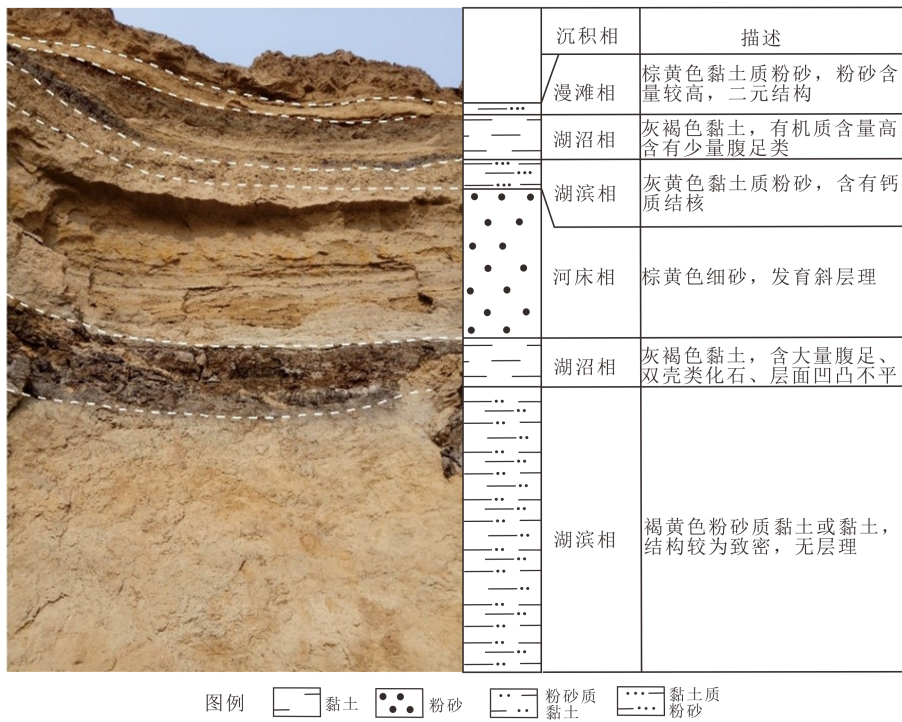 沉积相
描述
漫滩相
棕黄色黏土质粉砂，粉砂含
量较高，二元结构
湖沼相
灰褐色黏土，有机质含量高，
含有少量腹足类
湖滨相
灰黄色黏土质粉砂，含有钙
质结核
河床相
棕黄色细砂，发育斜层理
湖沼相
灰褐色黏土，含大量腹足、
双壳类化石、层面凹凸不平
湖滨相
褐黄色粉砂质黏土或黏土，
结构较为致密，无层理
图例
黏土
粉砂
粉砂质
黏土
黏土质
粉砂